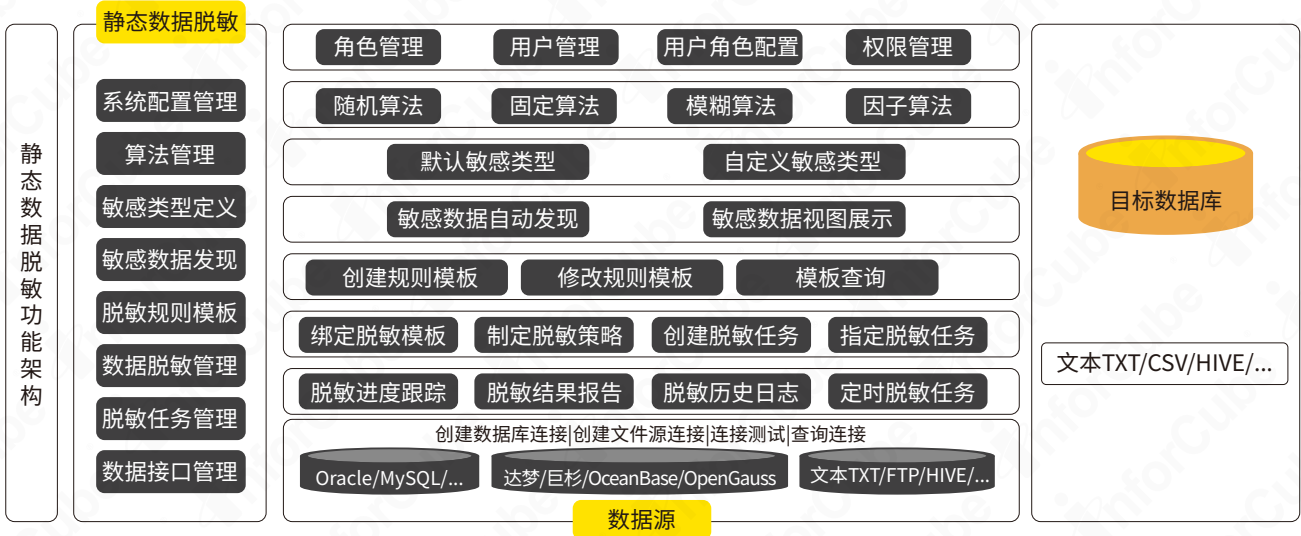 静态数据脱敏功能架构
静态数据脱敏
系统配置管理
算法管理
敏感类型定义
敏感数据发现
脱敏规则模板
数据脱敏管理
脱敏任务管理
数据接口管理
角色管理 用户管理 用户角色配置 权限管理
随机算法 固定算法 模糊算法 因子算法
默认敏感类型 自定义敏感类型
敏感数据自动发现 敏感数据视图展示
创建规则模板 修改规则模板 模板查询
绑定脱敏模板 制定脱敏策略 创建脱敏任务 指定脱敏任务
脱敏进度跟踪 脱敏结果报告 脱敏历史日志 定时脱敏任务
创建数据库连接|创建文件源连接|连接测试|查询连接
Oracle/MySQL/... 达梦/巨杉/OceanBase/OpenGauss 文本TXT/FTP/HIVE/...
数据源
目标数据库
文本TXT/CSV/HIVE/...
inforCube